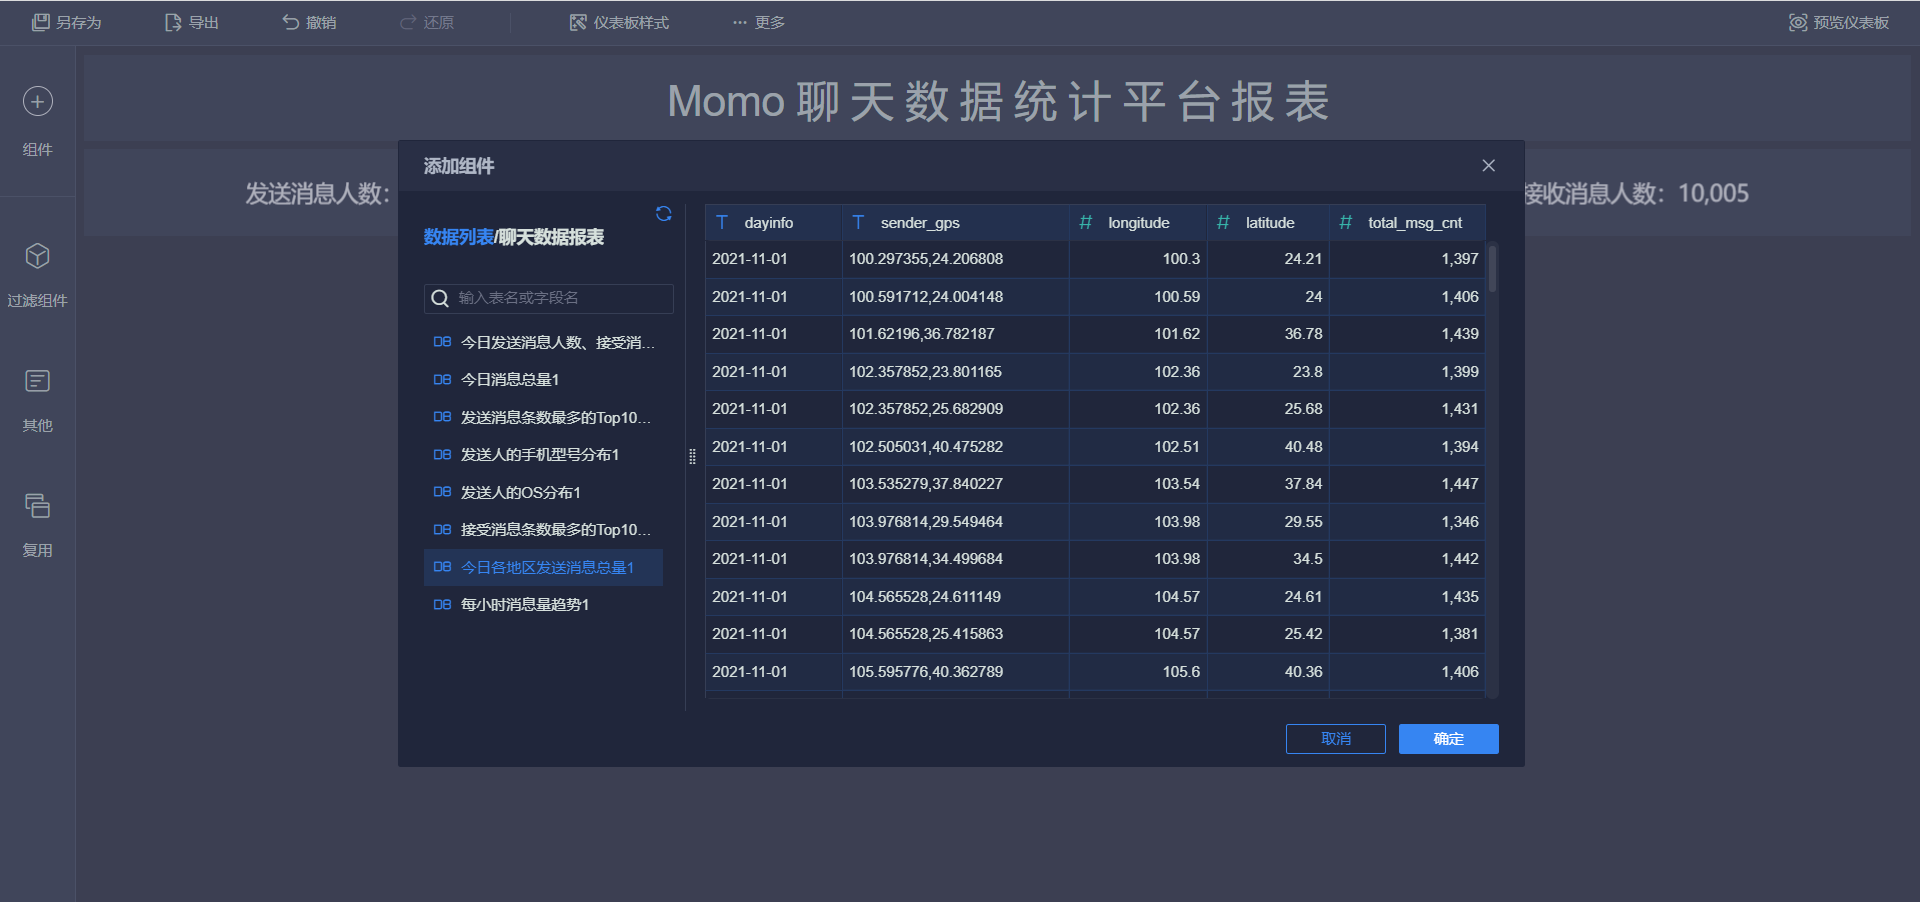 另存为 导出 撤销 还原 仪表板样式 更多 预览仪表板
Momo 聊天数据统计平台报表
组件
发送消息人数:
接收消息人数: 10,005
过滤组件
其他
复用
添加组件
数据列表/聊天数据报表
输入表名或字段名
DB 今日发送消息人数、接受消...
DB 今日消息总量1
DB 发送消息条数最多的Top10...
DB 发送人的手机型号分布1
DB 发送人的OS分布1
DB 接受消息条数最多的Top10...
DB 今日各地区发送消息总量1
DB 每小时消息量趋势1
T dayinfo T sender_gps # longitude # latitude # total_msg_cnt
2021-11-01 100.297355,24.206808 100.3 24.21 1,397
2021-11-01 100.591712,24.004148 100.59 24 1,406
2021-11-01 101.62196,36.782187 101.62 36.78 1,439
2021-11-01 102.357852,23.801165 102.36 23.8 1,399
2021-11-01 102.357852,25.682909 102.36 25.68 1,431
2021-11-01 102.505031,40.475282 102.51 40.48 1,394
2021-11-01 103.535279,37.840227 103.54 37.84 1,447
2021-11-01 103.976814,29.549464 103.98 29.55 1,346
2021-11-01 103.976814,34.499684 103.98 34.5 1,442
2021-11-01 104.565528,24.611149 104.57 24.61 1,435
2021-11-01 104.565528,25.415863 104.57 25.42 1,381
2021-11-01 105.595776,40.362789 105.6 40.36 1,406
取消 确定